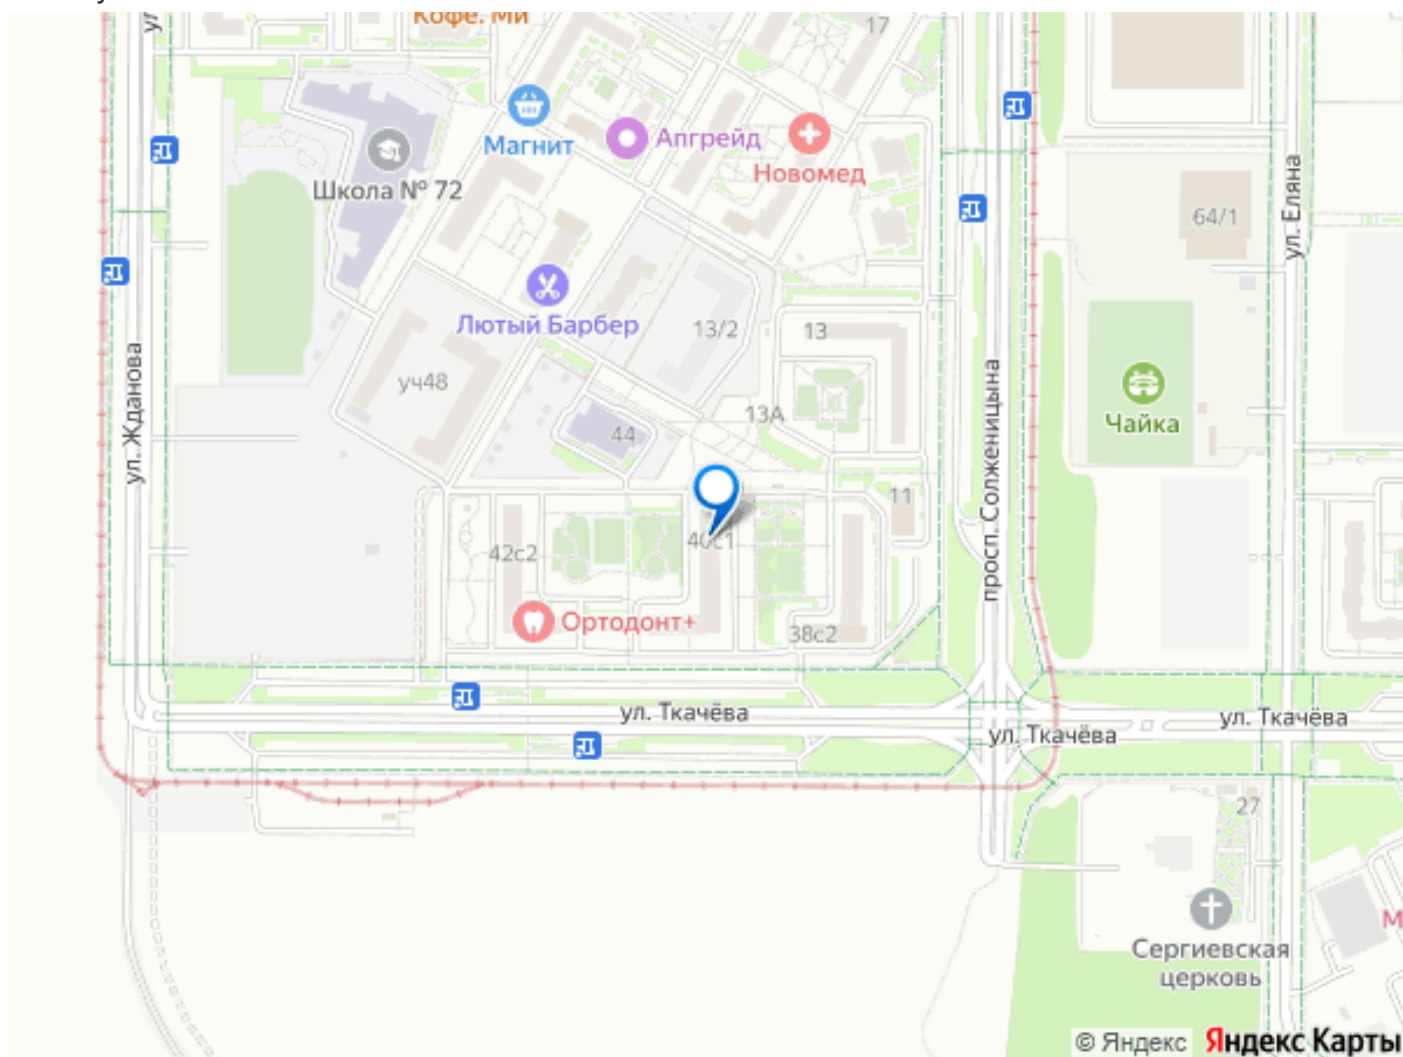 Кофе. Ми
17
Магнит
Апгрейд
Новомед
Школа № 72
64/1
ул. Еляна
Лютый Барбер
13/2
13
уч48
ул. Жданова
просп. Солженицына
Чайка
13А
44
11
42с2
40с1
Ортодонт+
38с2
ул. Ткачёва
ул. Ткачёва
ул. Ткачёва
27
Сергиевская
церковь
© Яндекс Яндекс Карты